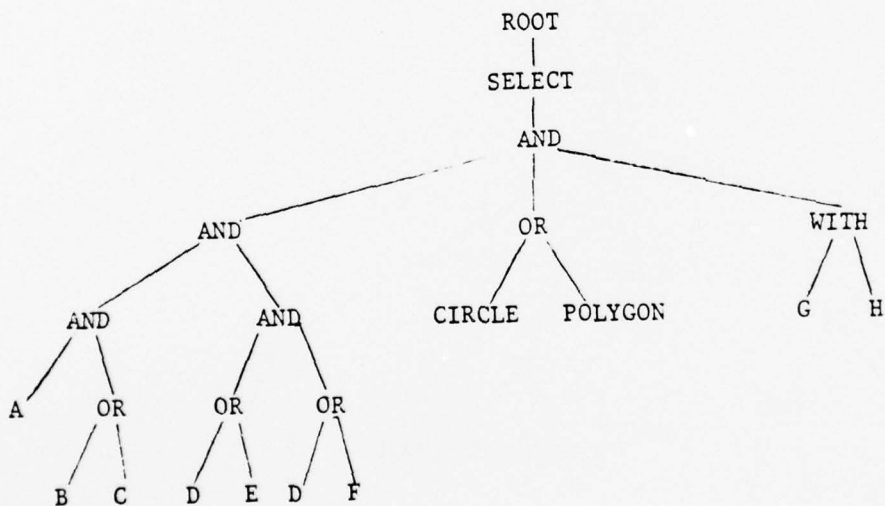 ROOT
SELECT
AND
AND OR WITH
AND AND CIRCLE POLYGON G H
A OR OR OR
B C D E D F